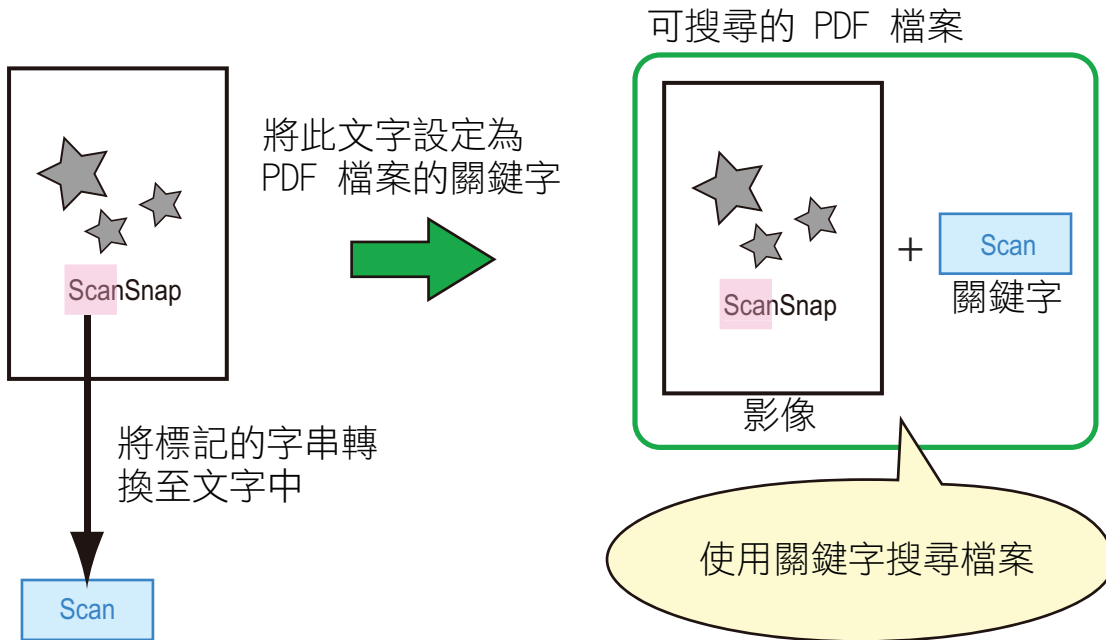 可搜尋的 PDF 檔案
將此文字設定為
PDF 檔案的關鍵字
ScanSnap
將標記的字串轉
換至文字中
Scan
ScanSnap
影像
+
Scan
關鍵字
使用關鍵字搜尋檔案